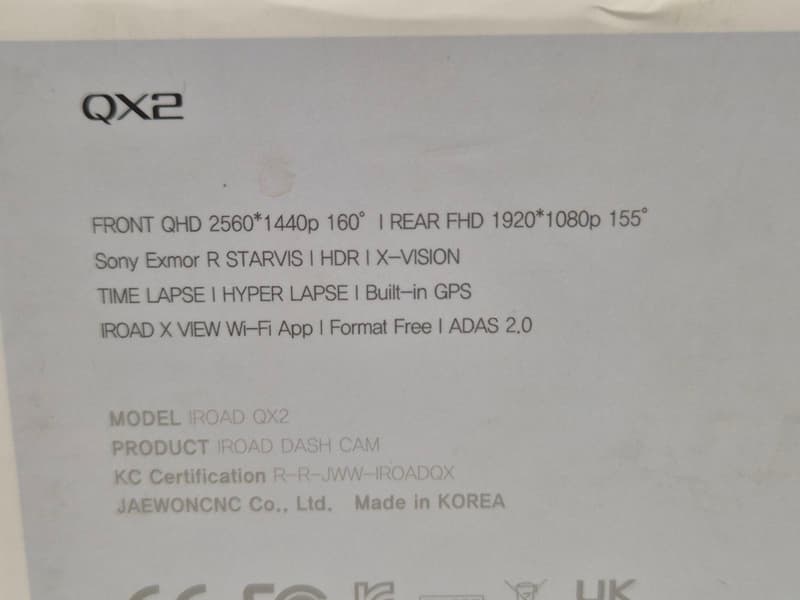 QX2
FRONT QHD 2560*1440p 160° | REAR FHD 1920*1080p 155°
Sony Exmor R STARVIS | HDR | X-VISION
TIME LAPSE | HYPER LAPSE | Built-in GPS
IROAD X VIEW Wi-Fi App | Format Free | ADAS 2.0
MODEL IROAD QX2
PRODUCT IROAD DASH CAM
KC Certification R-R-JWW-IROADQX
JAEWONCNC Co., Ltd. Made in KOREA
UK